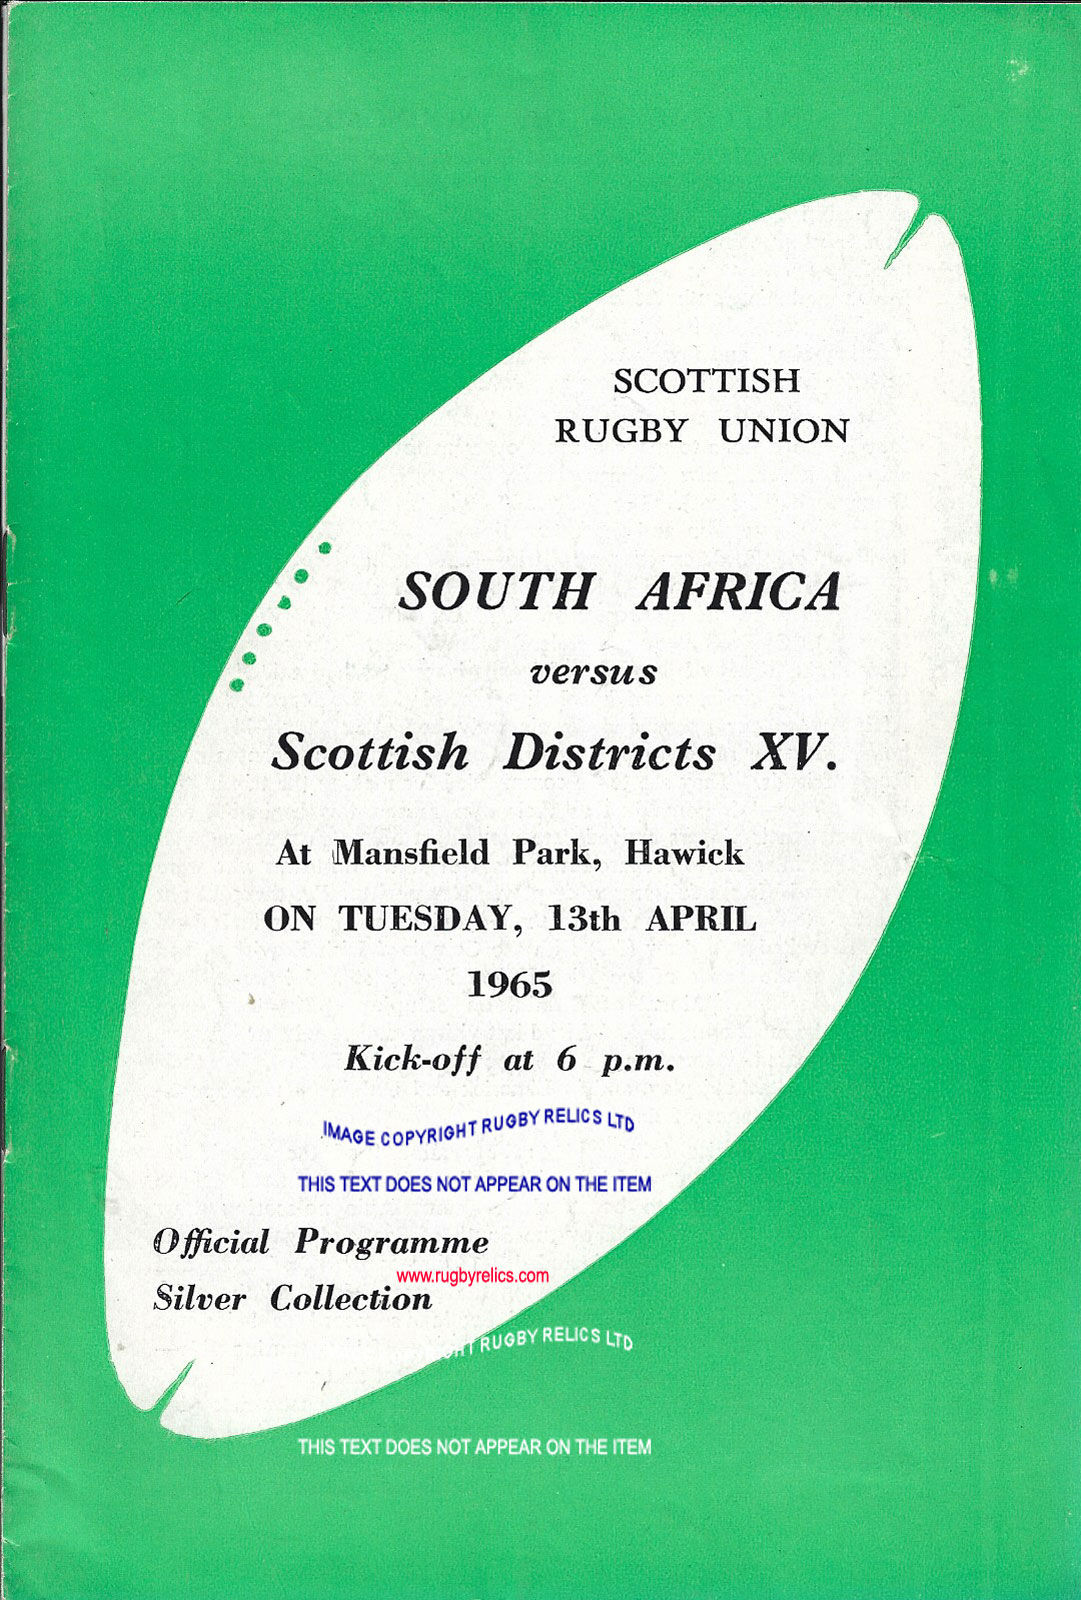 SCOTTISH
RUGBY UNION
SOUTH AFRICA
versus
Scottish Districts XV.
At Mansfield Park, Hawick
ON TUESDAY, 13th APRIL
1965
Kick-off at 6 p.m.
IMAGE COPYRIGHT RUGBY RELICS LTD
THIS TEXT DOES NOT APPEAR ON THE ITEM
Official Programme
www.rugbyrelics.com
Silver Collection
RUGBY RELICS LTD
THIS TEXT DOES NOT APPEAR ON THE ITEM